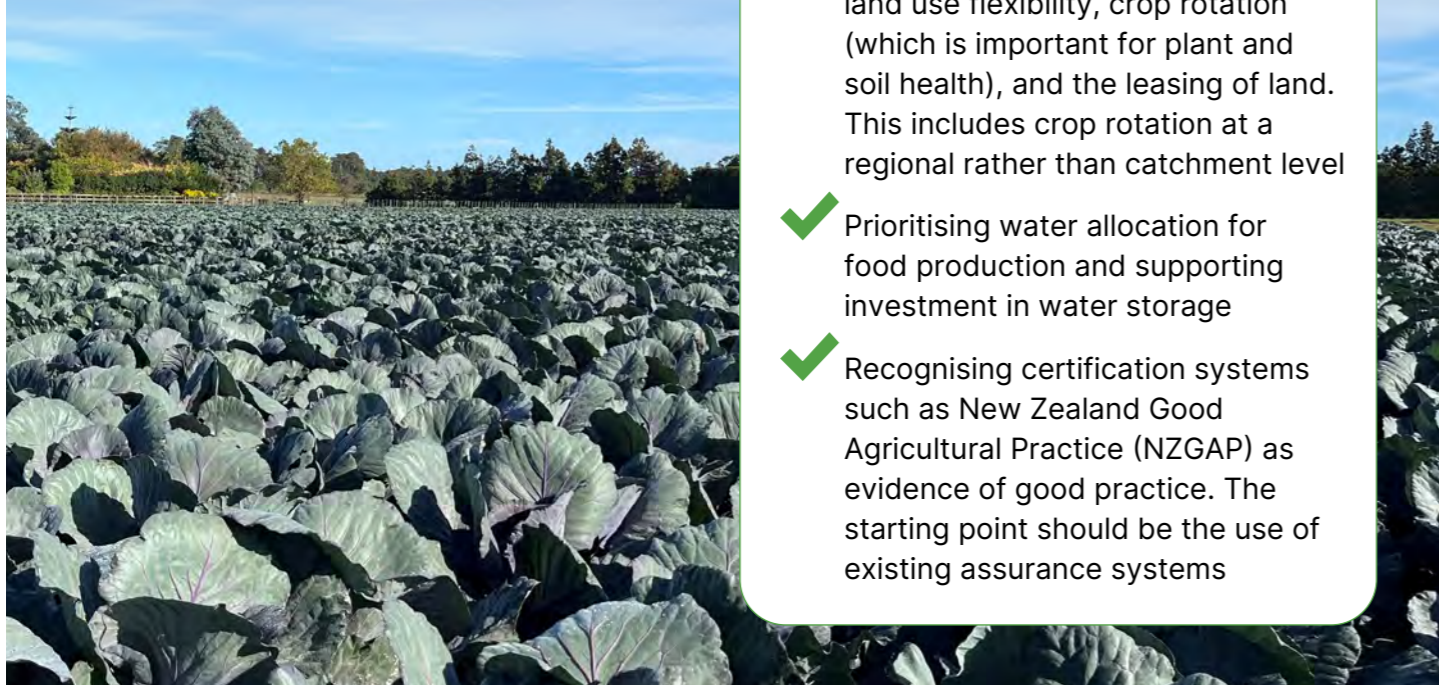 land use flexibility, crop rotation
(which is important for plant and
soil health), and the leasing of land.
This includes crop rotation at a
regional rather than catchment level
Prioritising water allocation for
food production and supporting
investment in water storage
Recognising certification systems
such as New Zealand Good
Agricultural Practice (NZGAP) as
evidence of good practice. The
starting point should be the use of
existing assurance systems